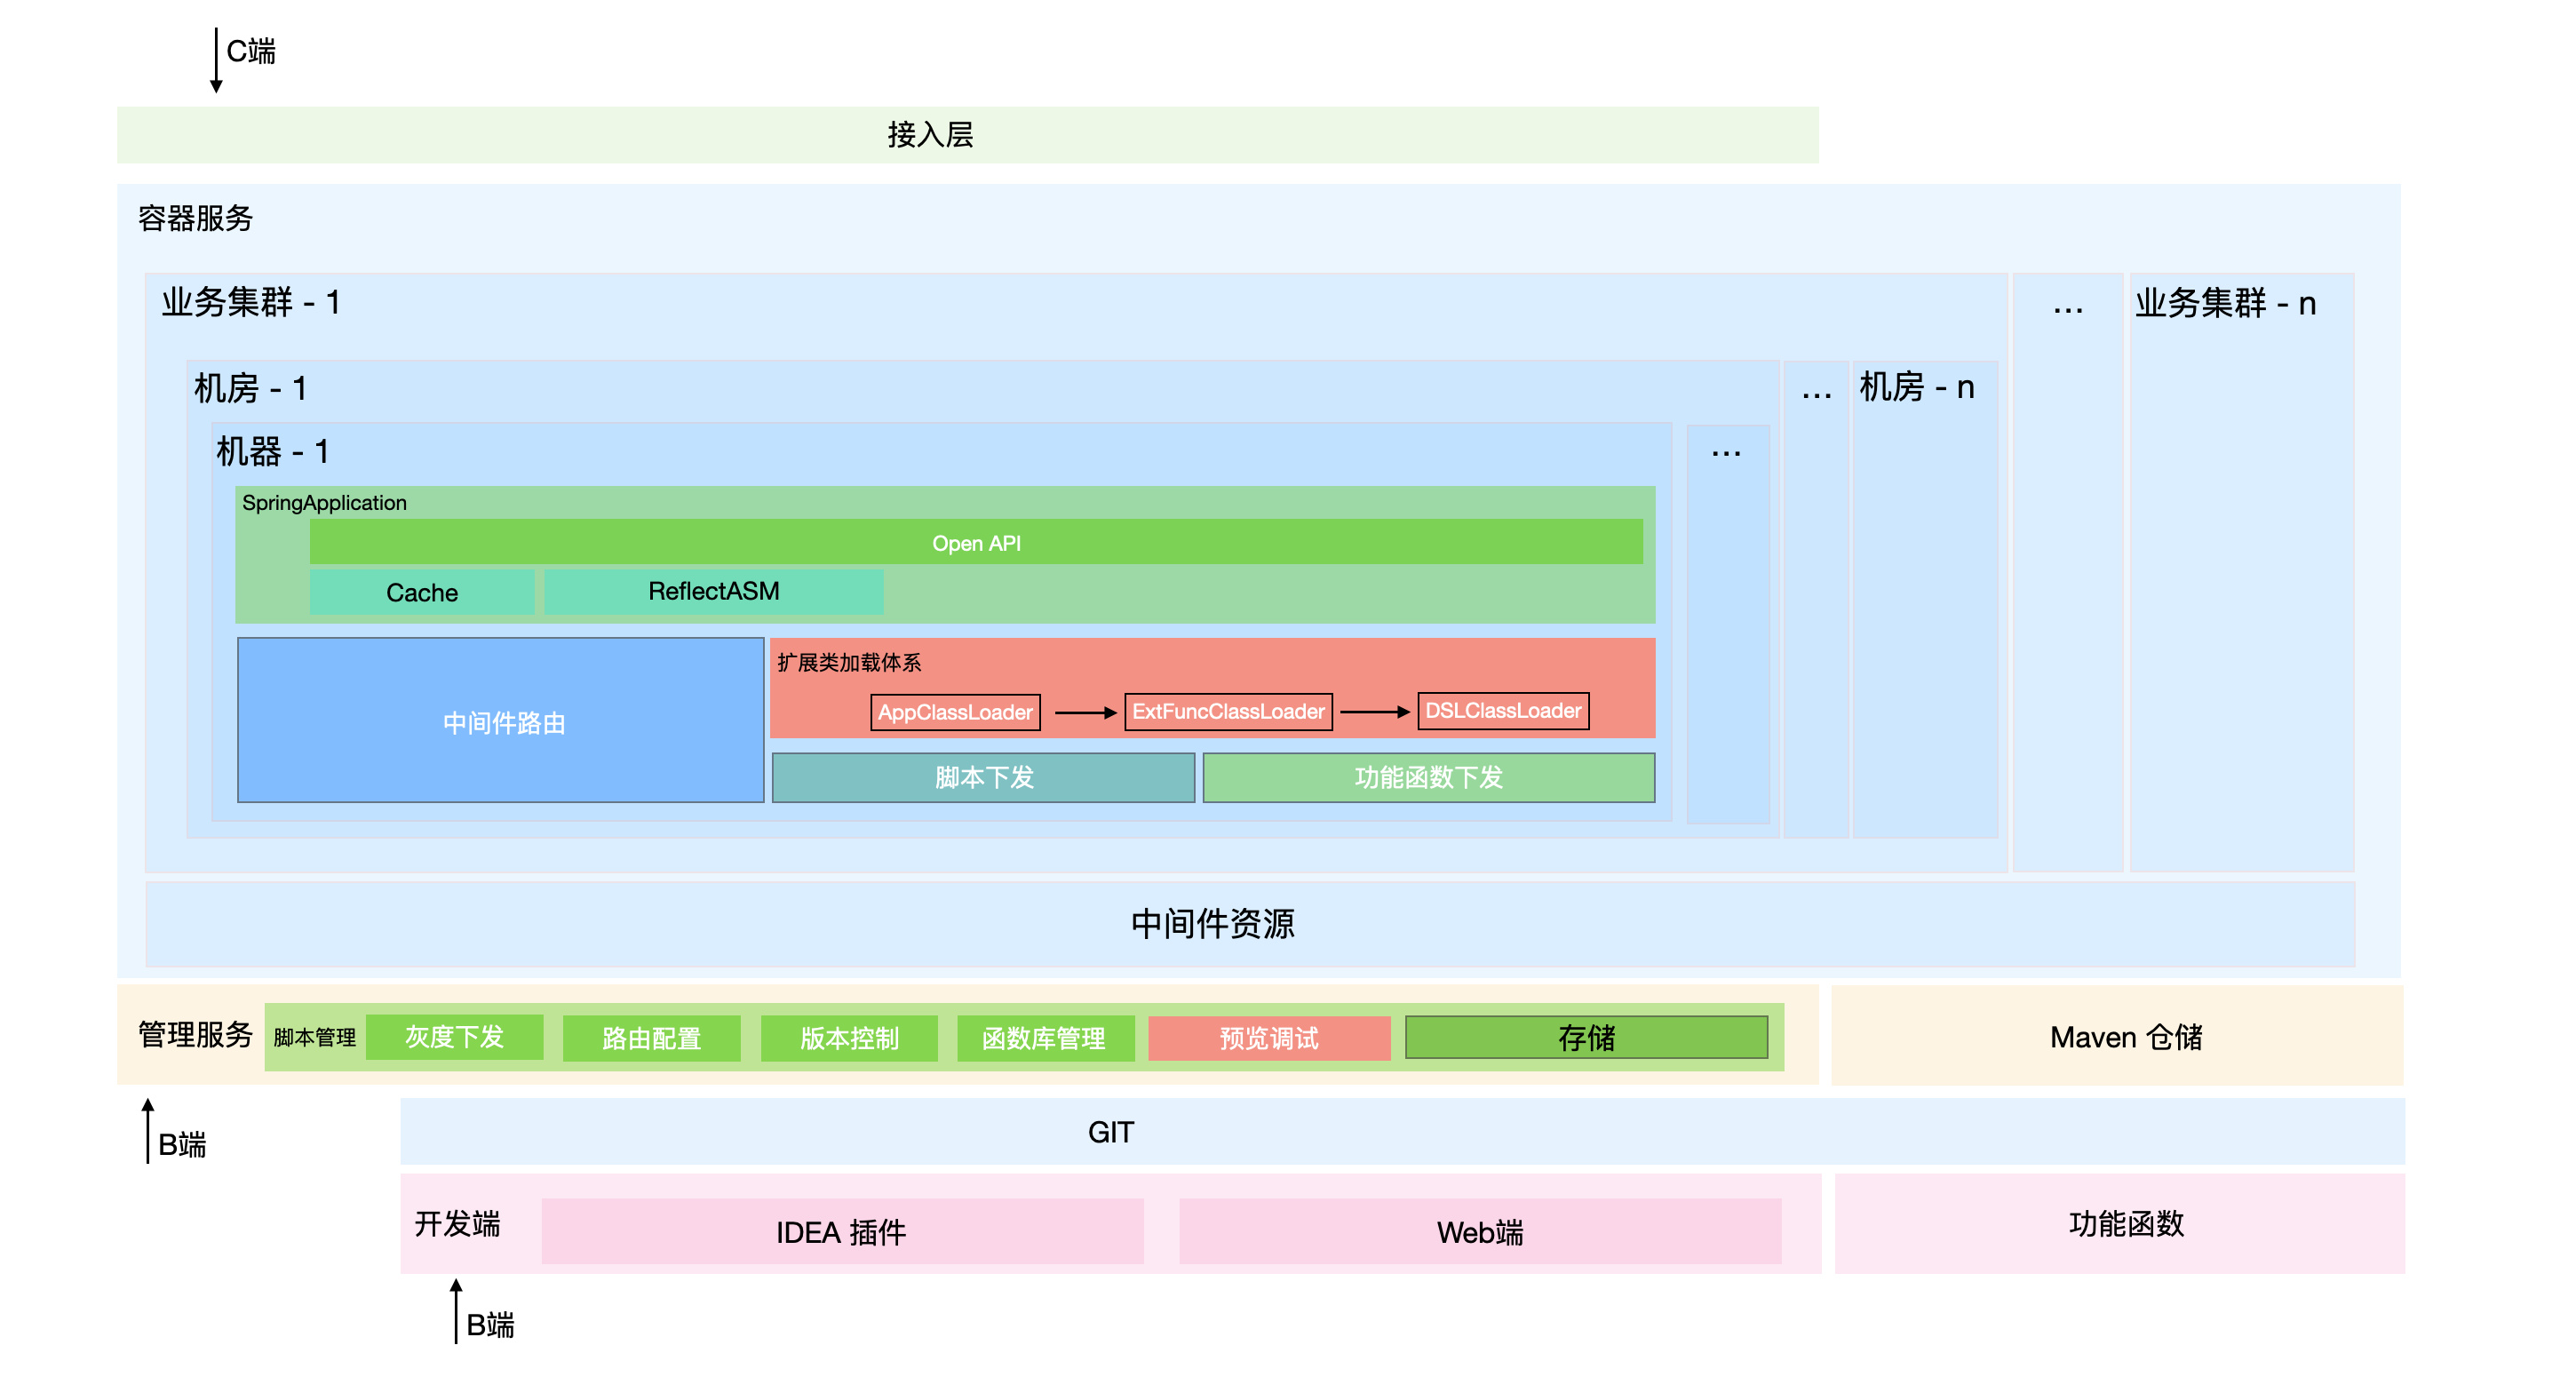 C端
接入层
容器服务
业务集群 - 1
...
业务集群 - n
机房 - 1
...
机房 - n
机器 - 1
...
SpringApplication
Open API
Cache
ReflectASM
中间件路由
扩展类加载体系
AppClassLoader
ExtFuncClassLoader
DSLClassLoader
脚本下发
功能函数下发
中间件资源
管理服务
脚本管理
灰度下发
路由配置
版本控制
函数库管理
预览调试
存储
Maven 仓储
B端
GIT
开发端
IDEA 插件
Web端
功能函数
B端